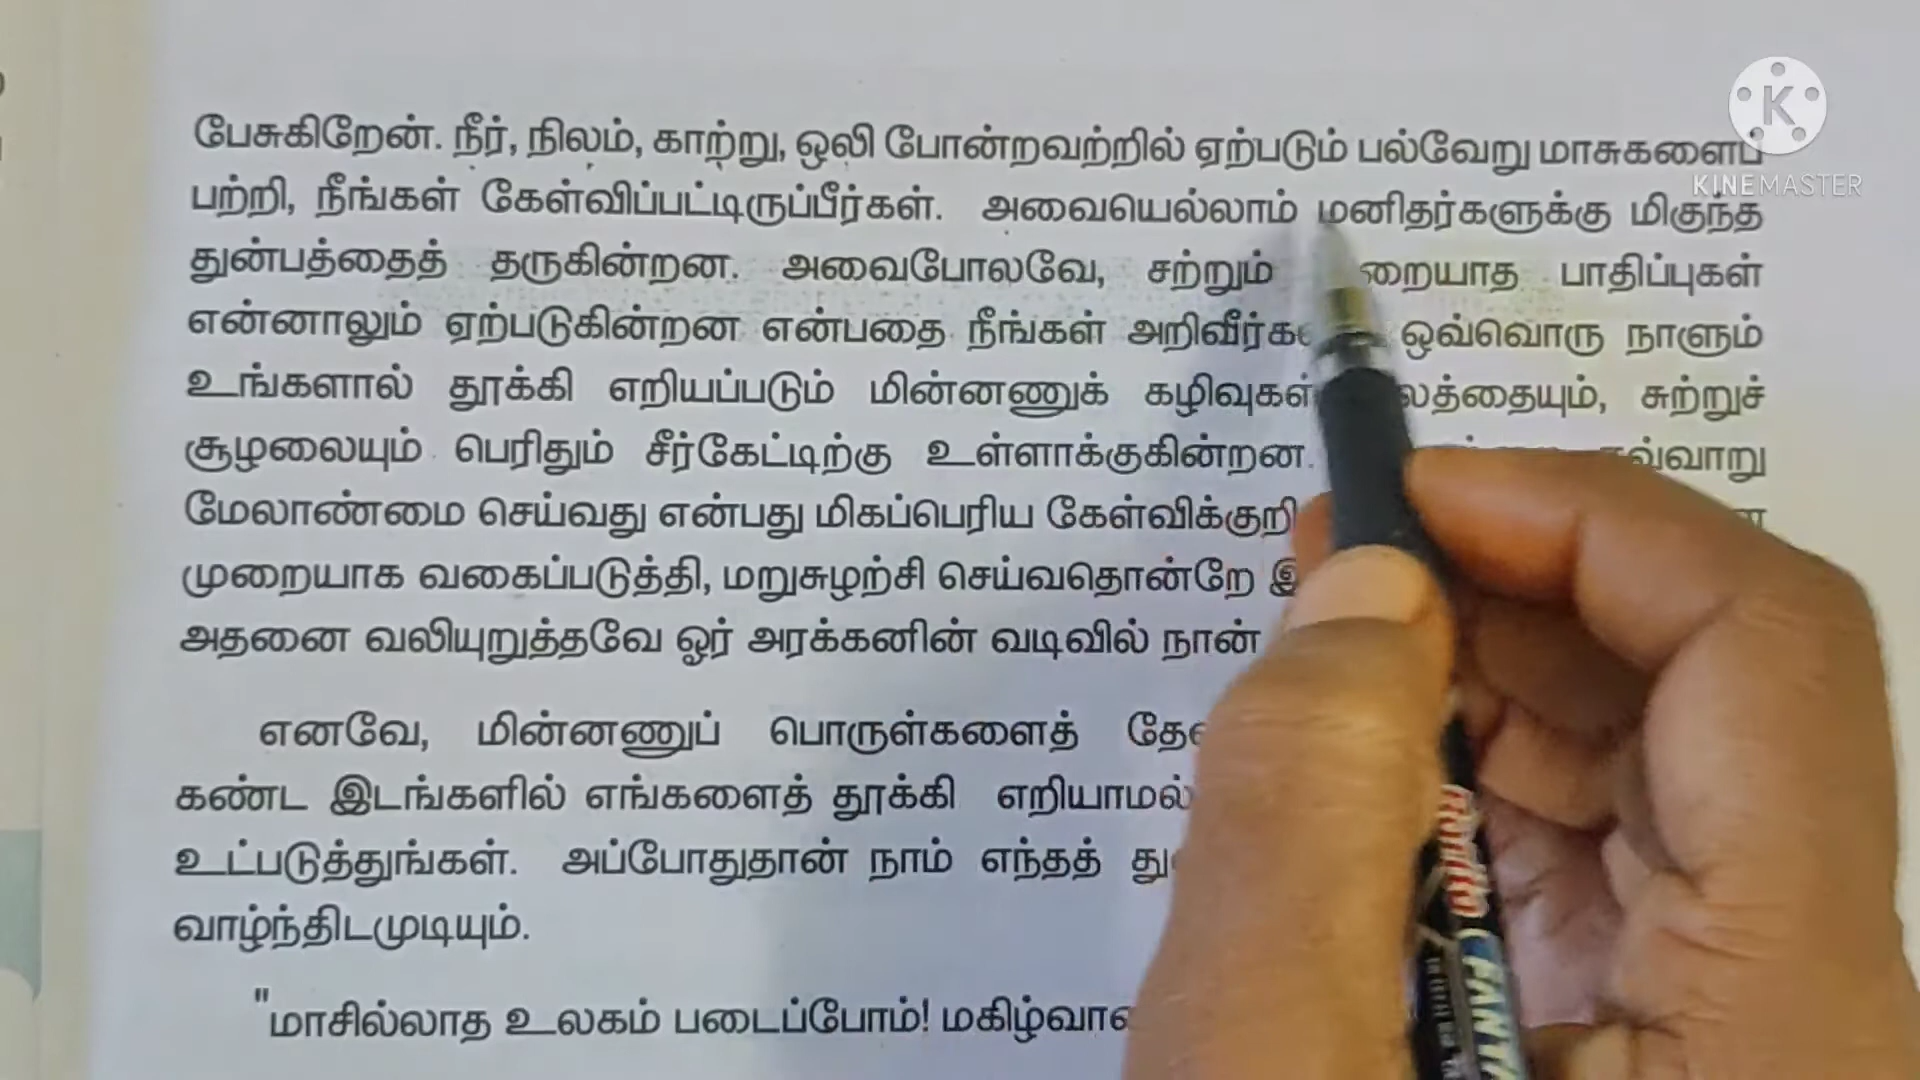 பேசுகிறேன். நீர், நிலம், காற்று, ஒலி போன்றவற்றில் ஏற்படும் பல்வேறு மாசுகளைப்
பற்றி, நீங்கள் கேள்விப்பட்டிருப்பீர்கள். அவையெல்லாம் மனிதர்களுக்கு மிகுந்த
துன்பத்தைத் தருகின்றன. அவைபோலவே, சற்றும் பாதிப்புகள்
என்னாலும் ஏற்படுகின்றன என்பதை நீங்கள் ஒவ்வொரு நாளும்
உங்களால் தூக்கி எறியப்படும் மின்னணுக் கழிவுகள் சுற்றுச்
சூழலையும் பெரிதும் சீர்கேட்டிற்கு உள்ளாக்குகின்றன.
மேலாண்மை செய்வது என்பது மிகப்பெரிய
முறையாக வகைப்படுத்தி, மறுசுழற்சி செய்வதொன்றே
அதனை வலியுறுத்தவே ஓர் அரக்கனின் வடிவில் நான்
எனவே, மின்னணுப் பொருள்களைத்
கண்ட இடங்களில் எங்களைத் தூக்கி எறியாமல்
உட்படுத்துங்கள். அப்போதுதான் நாம் எந்தத்
வாழ்ந்திடமுடியும்.
"மாசில்லாத உலகம் படைப்போம்!
KINEMASTER